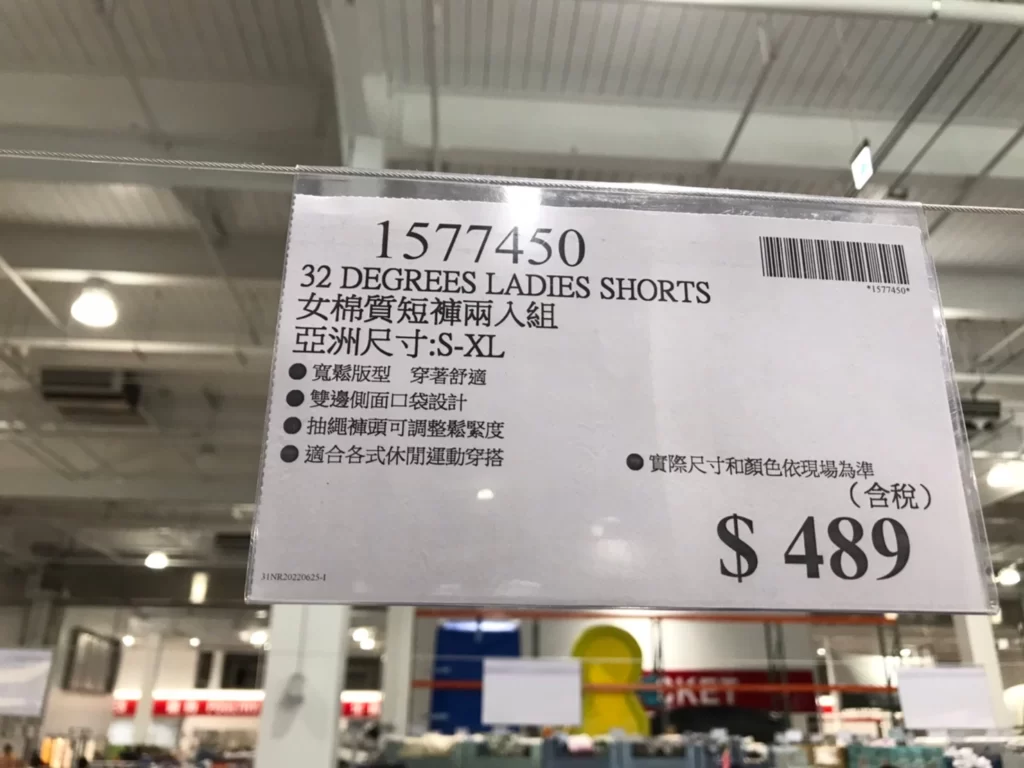 1577450
*1577450*
32 DEGREES LADIES SHORTS
女棉質短褲兩入組
亞洲尺寸:S-XL
●寬鬆版型 穿著舒適
●雙邊側面口袋設計
●抽繩褲頭可調整鬆緊度
●適合各式休閒運動穿搭
●實際尺寸和顏色依現場為準
(含稅)
$ 489
31NR20220623-1